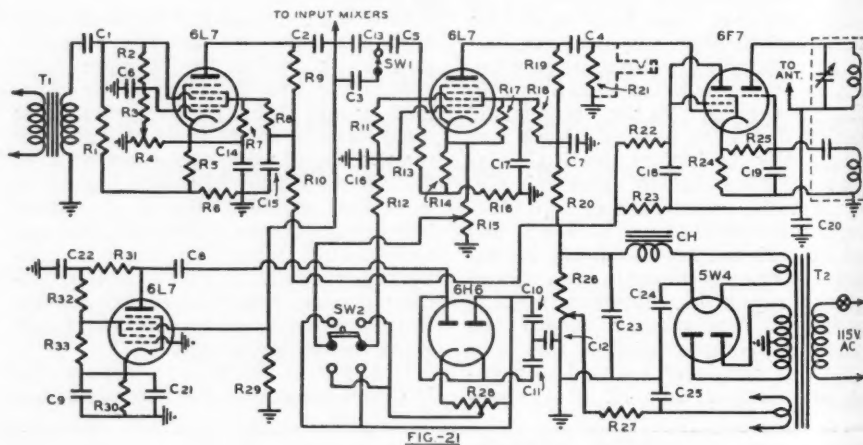 TO INPUT MIXERS
C1 6L7 C2 C13 C5 6L7 C4 6F7
R2 R9 C3 SW1 R19 R17 R18 R21 V TO ANT.
T1 C6 R3 R8 R11 R22 R25
R1 R4 R7 R13 C7 R24
R5 C14 R10 C16 C17 C18 C19
R6 C15 R12 R14 R16 R20 R23
R15 C20
C22 R31 C8 CH
6L7 6H6 C10 R26 5W4 T2
R32 SW2 C24
C23 115V. AC
R33 C12
C9 R30 C21 R29 R28 C11 C25
R27
FIG-21